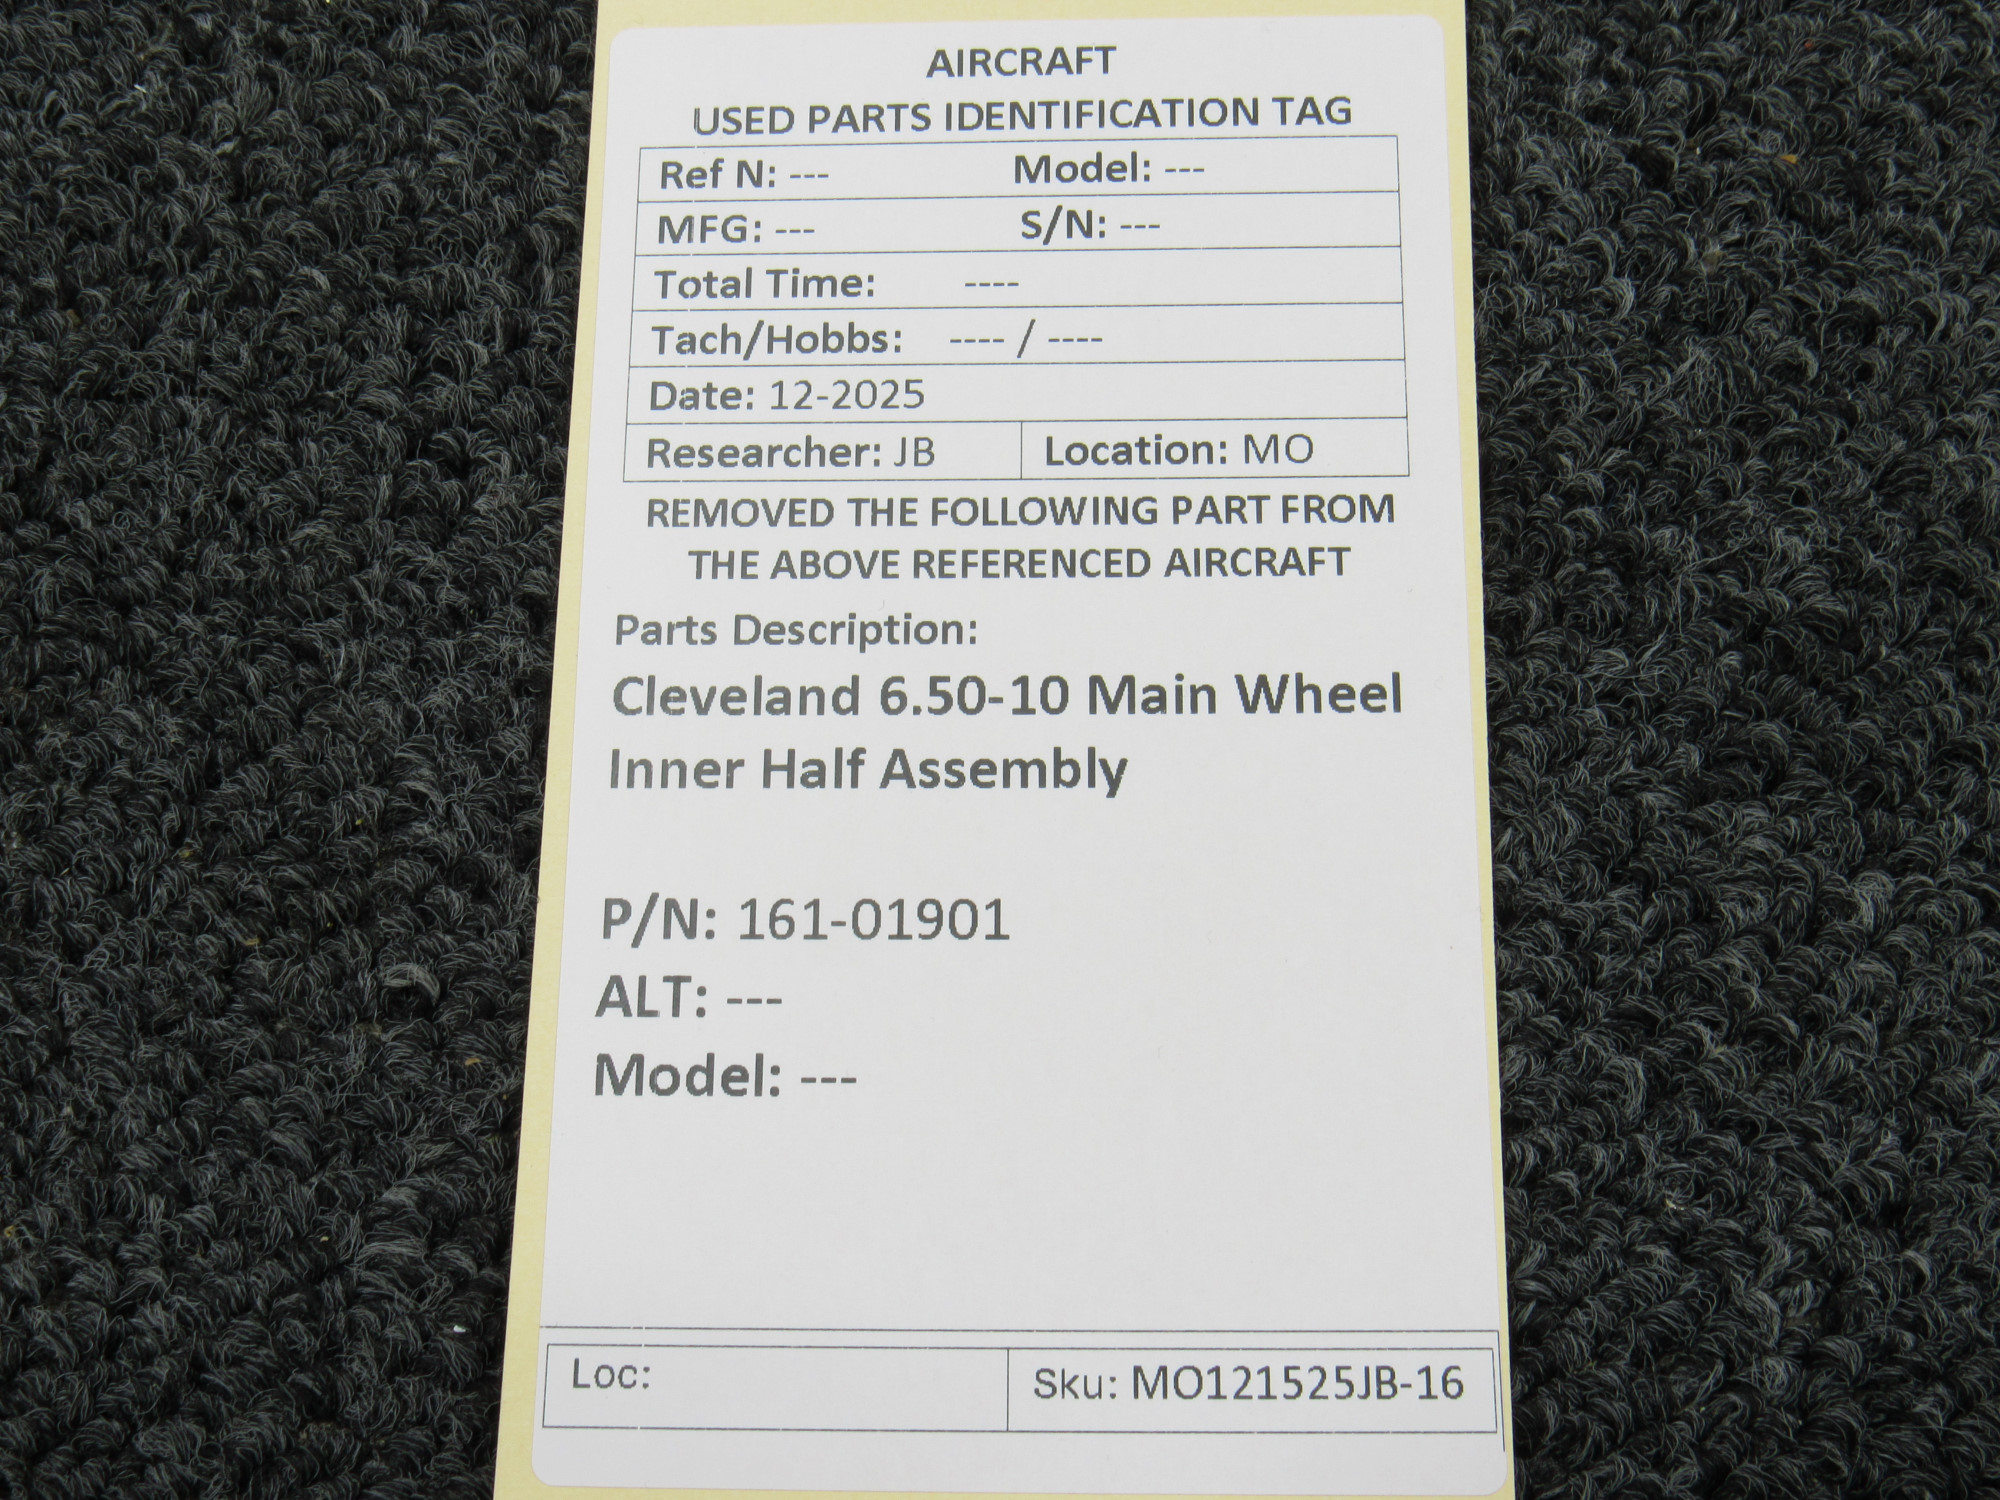 AIRCRAFT
USED PARTS IDENTIFICATION TAG
Ref N: --- Model: ---
MFG: --- S/N: ---
Total Time: ----
Tach/Hobbs: ---- / ----
Date: 12-2025
Researcher: JB Location: MO
REMOVED THE FOLLOWING PART FROM
THE ABOVE REFERENCED AIRCRAFT
Parts Description:
Cleveland 6.50-10 Main Wheel
Inner Half Assembly
P/N: 161-01901
ALT: ---
Model: ---
Loc: Sku: MO121525JB-16